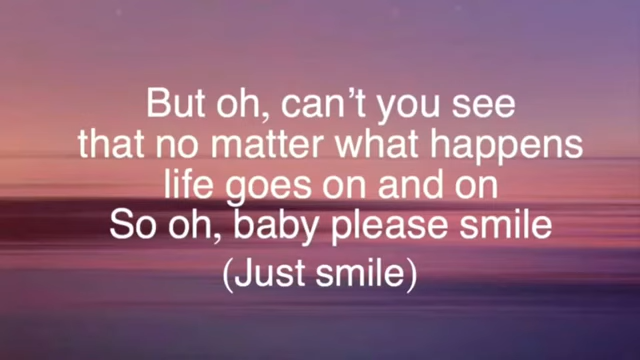 But oh, can’t you see
that no matter what happens
life goes on and on
So oh, baby please smile
(Just smile)